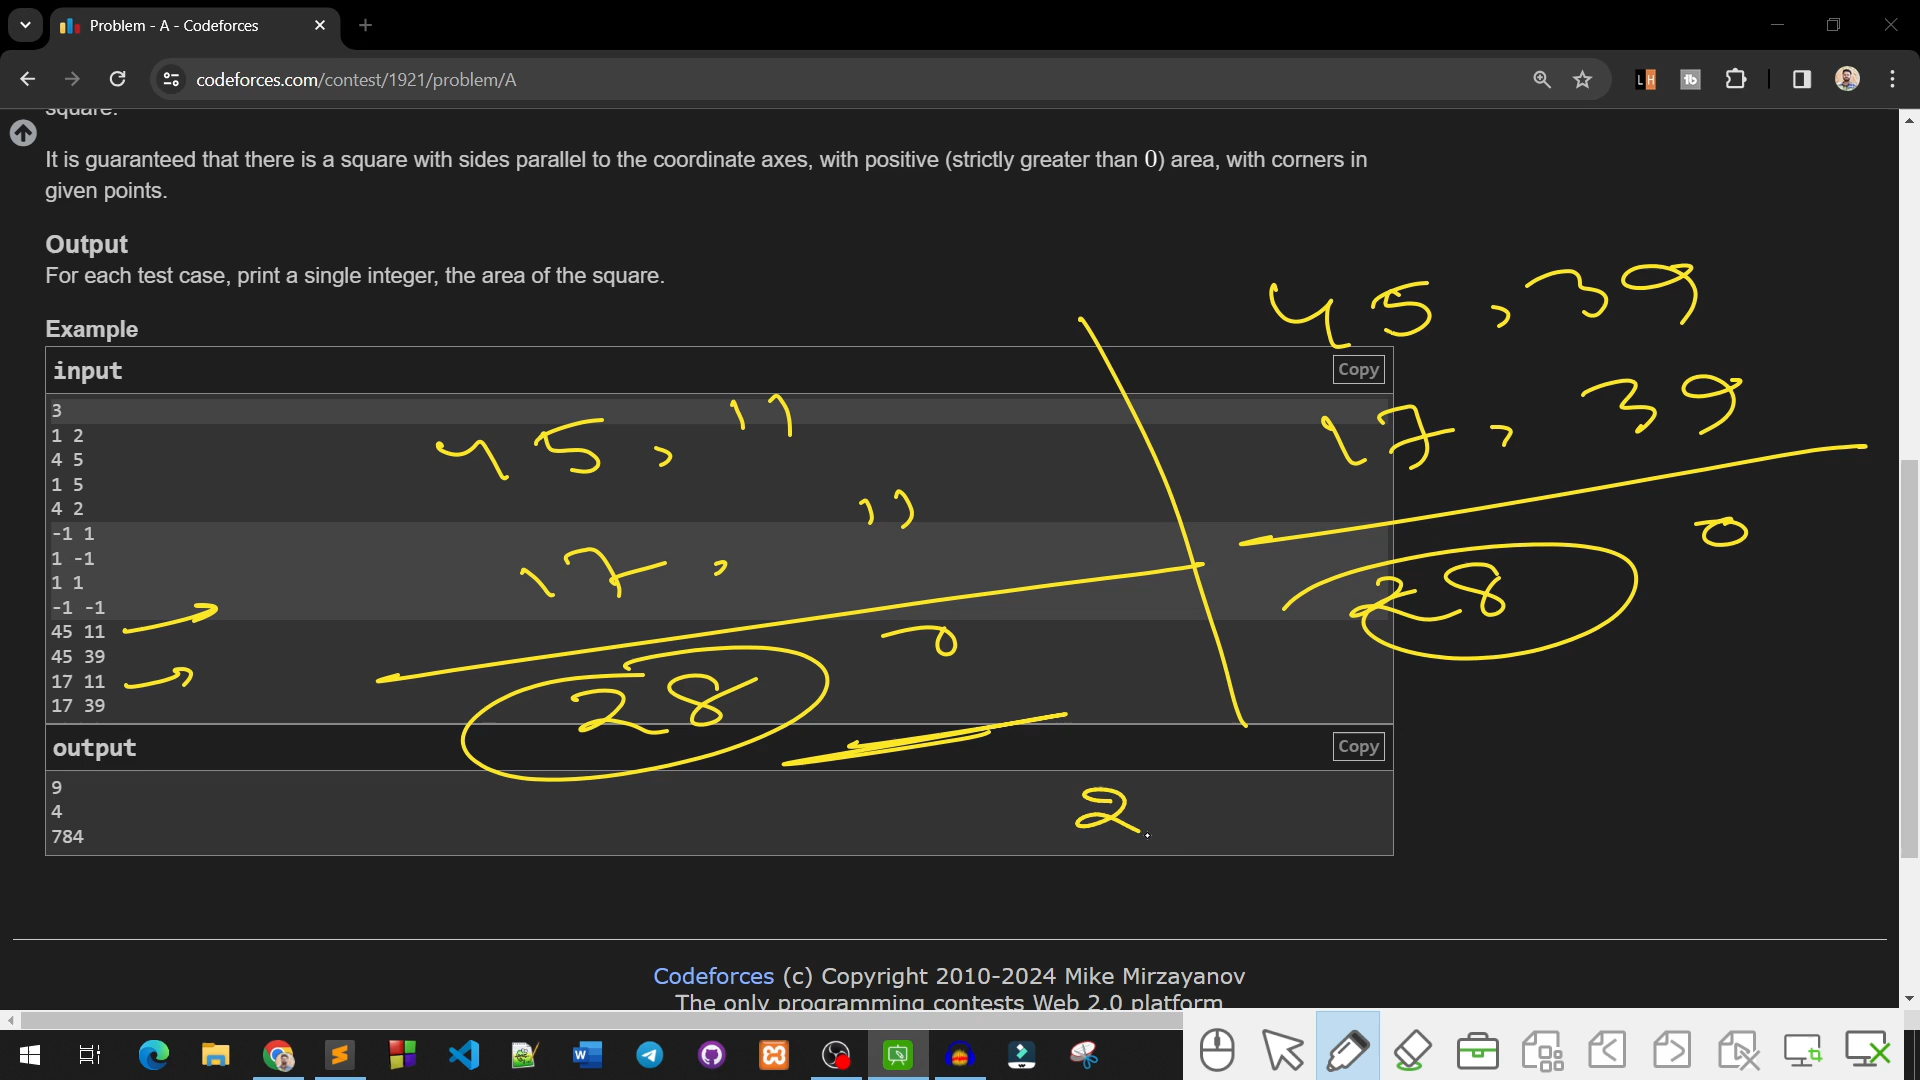 Problem - A - Codeforces
codeforces.com/contest/1921/problem/A
square.
It is guaranteed that there is a square with sides parallel to the coordinate axes, with positive (strictly greater than 0) area, with corners in
given points.
Output
For each test case, print a single integer, the area of the square.
Example
input
Copy
3
1 2
4 5
1 5
4 2
-1 1
1 -1
1 1
-1 -1
45 11
45 39
17 11
17 39
45, 11
17, 11
0
28
45, 39
17, 39
0
28
2
output
Copy
9
4
784
Codeforces (c) Copyright 2010-2024 Mike Mirzayanov
The only programming contests Web 2.0 platform